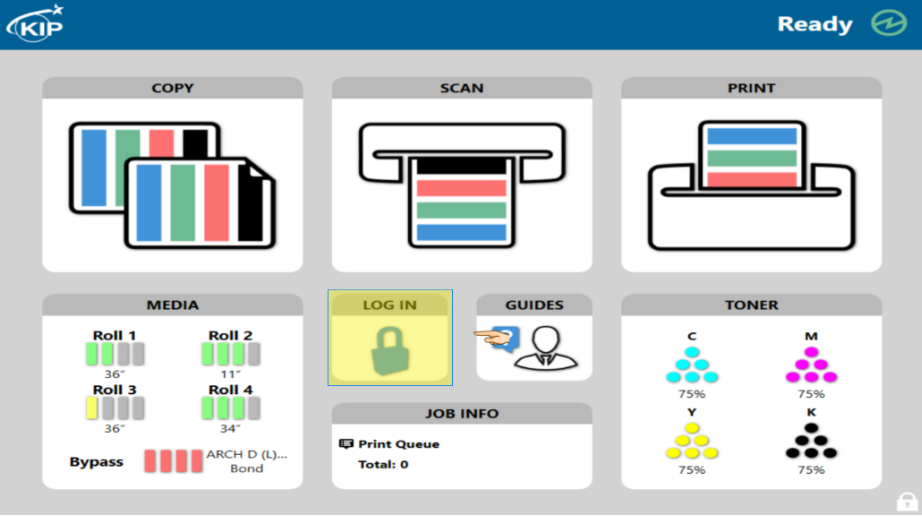 KIP
Ready
COPY
SCAN
PRINT
MEDIA
Roll 1
36"
Roll 2
11"
Roll 3
36"
Roll 4
34"
Bypass
ARCH D (L)...
Bond
LOG IN
GUIDES
JOB INFO
Print Queue
Total: 0
TONER
C
75%
M
75%
Y
75%
K
75%